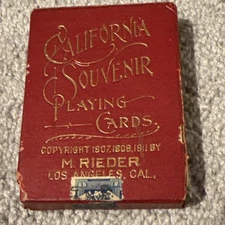 CALIFORNIA
SOUVENIR
PLAYING
CARDS.
COPYRIGHT 1907, 1909, 1911 BY
M. RIEDER
LOS ANGELES, CAL.